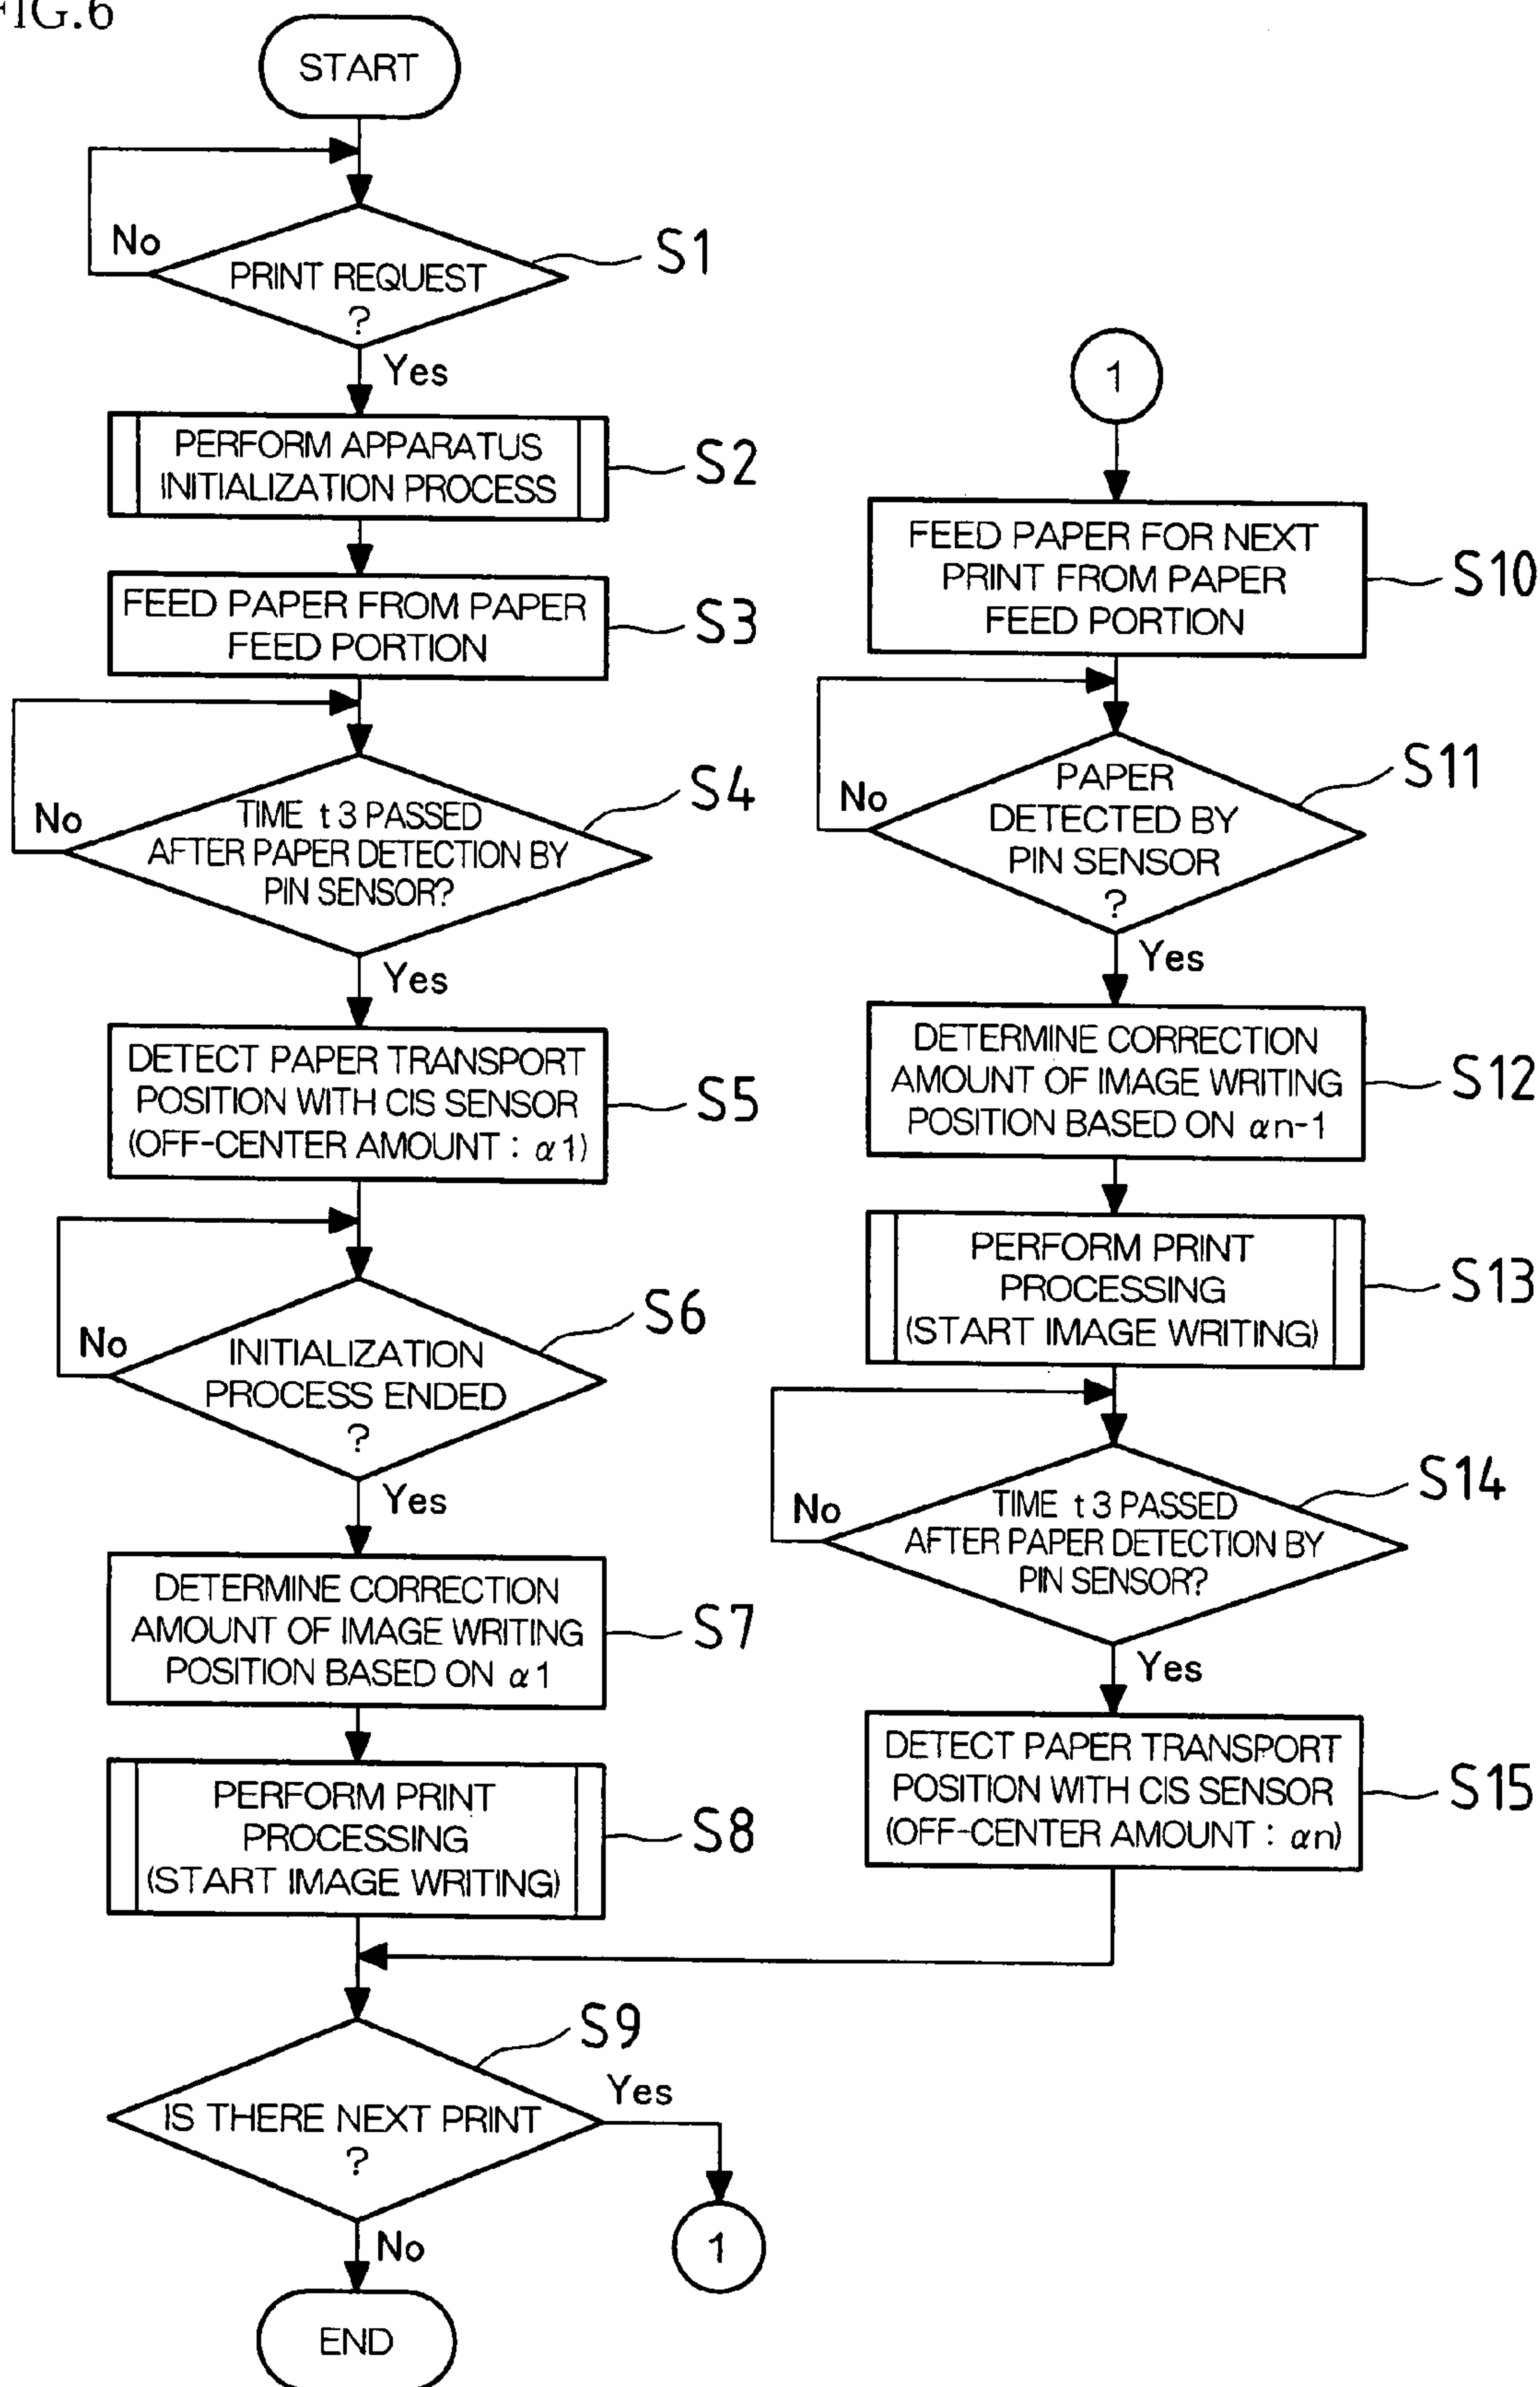 FIG.6
START
No
PRINT REQUEST
?
S1
Yes
PERFORM APPARATUS
INITIALIZATION PROCESS
S2
FEED PAPER FROM PAPER
FEED PORTION
S3
No
TIME t3 PASSED
AFTER PAPER DETECTION BY
PIN SENSOR?
S4
Yes
DETECT PAPER TRANSPORT
POSITION WITH CIS SENSOR
(OFF-CENTER AMOUNT : α1)
S5
No
INITIALIZATION
PROCESS ENDED
?
S6
Yes
DETERMINE CORRECTION
AMOUNT OF IMAGE WRITING
POSITION BASED ON α1
S7
PERFORM PRINT
PROCESSING
(START IMAGE WRITING)
S8
S9
IS THERE NEXT PRINT
?
Yes
1
No
END
1
FEED PAPER FOR NEXT
PRINT FROM PAPER
FEED PORTION
S10
No
PAPER
DETECTED BY
PIN SENSOR
?
S11
Yes
DETERMINE CORRECTION
AMOUNT OF IMAGE WRITING
POSITION BASED ON αn-1
S12
PERFORM PRINT
PROCESSING
(START IMAGE WRITING)
S13
No
TIME t3 PASSED
AFTER PAPER DETECTION BY
PIN SENSOR?
S14
Yes
DETECT PAPER TRANSPORT
POSITION WITH CIS SENSOR
(OFF-CENTER AMOUNT : αn)
S15